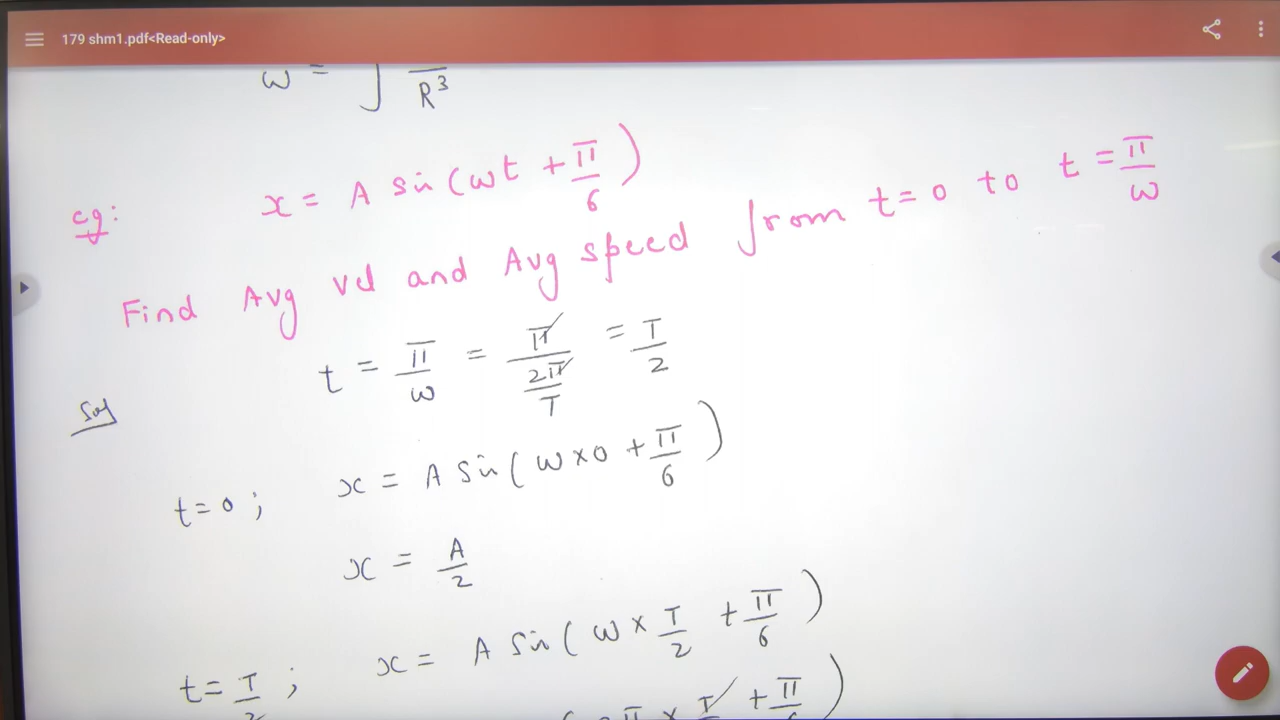 179 shm1.pdf<Read-only>
ω = ∫ / R³
eg: x = A sin(ωt + π/6)
Find Avg vel and Avg speed from t=0 to t = π/ω
Sol t = π/ω = π/(2π/T) = T/2
t=0; x = A sin(ω×0 + π/6)
x = A/2
t = T/2; x = A sin(ω × T/2 + π/6)
π × T + π/6)